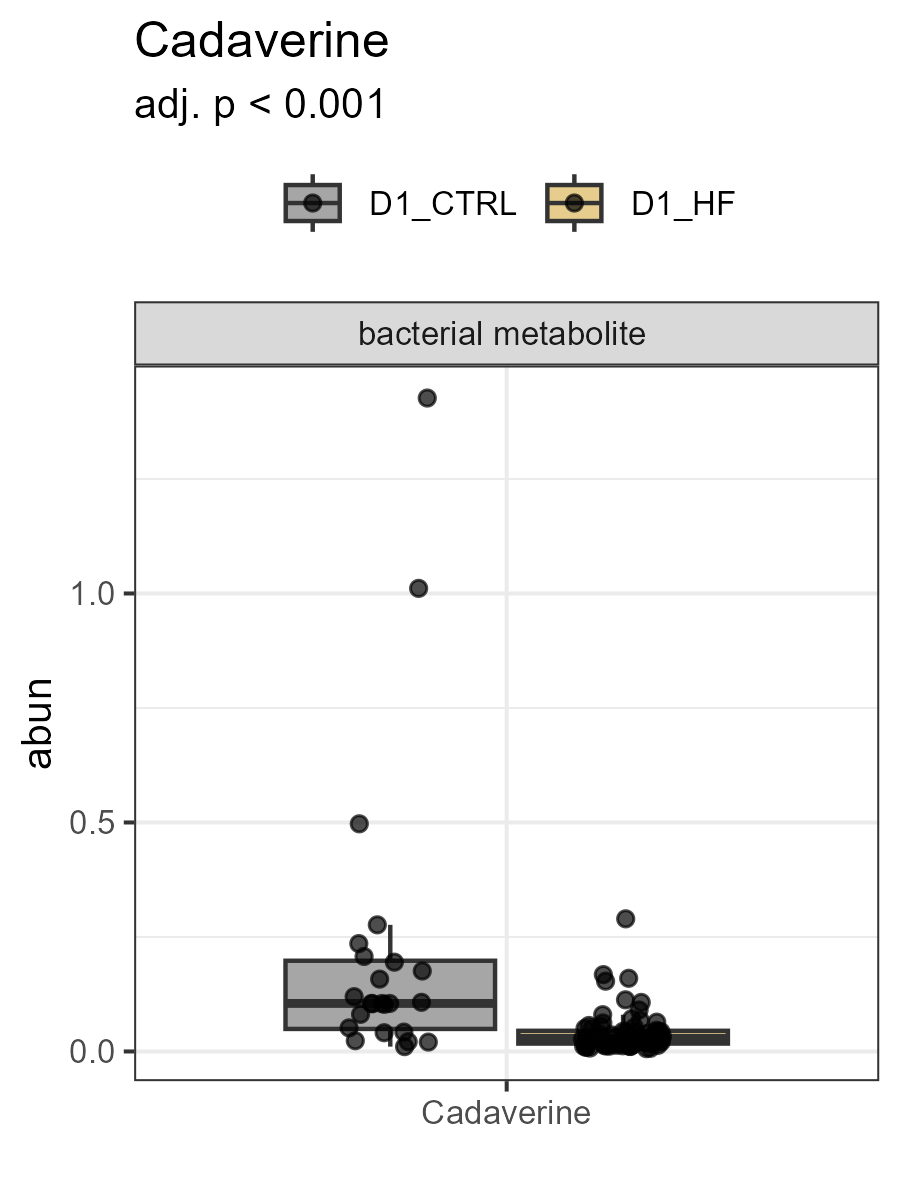 Cadaverine
adj. p < 0.001
D1_CTRL D1_HF
bacterial metabolite
1.0
abun
0.5
0.0
Cadaverine